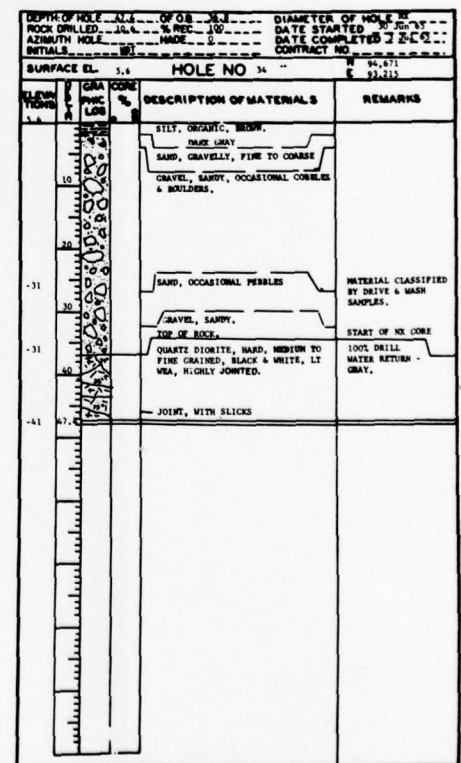 DEPTH OF HOLE 47.4 OF O.B. 36.8 DIAMETER OF HOLE NX
ROCK DRILLED 10.6 % REC. 100 DATE STARTED 30 Jun 65
AZIMUTH HOLE MADE 0 DATE COMPLETED
INITIALS CONTRACT NO.
SURFACE EL. 5.6 HOLE NO 34 N 94,671
E 93,215
ELEVATIONS GRAPHIC LOG CORE % DESCRIPTION OF MATERIALS REMARKS
5.6
SILT, ORGANIC, BROWN.
DARK GRAY
SAND, GRAVELLY, FINE TO COARSE
10 GRAVEL, SANDY, OCCASIONAL COBBLES
& BOULDERS.
20
-31 SAND, OCCASIONAL PEBBLES MATERIAL CLASSIFIED
BY DRIVE & WASH
SAMPLES.
30 GRAVEL, SANDY.
TOP OF ROCK. START OF NX CORE
-31 QUARTZ DIORITE, HARD, MEDIUM TO 100% DRILL
FINE GRAINED, BLACK & WHITE, LT WATER RETURN -
40 WEA, HIGHLY JOINTED. GRAY.
JOINT, WITH SLICKS
-41 47.4